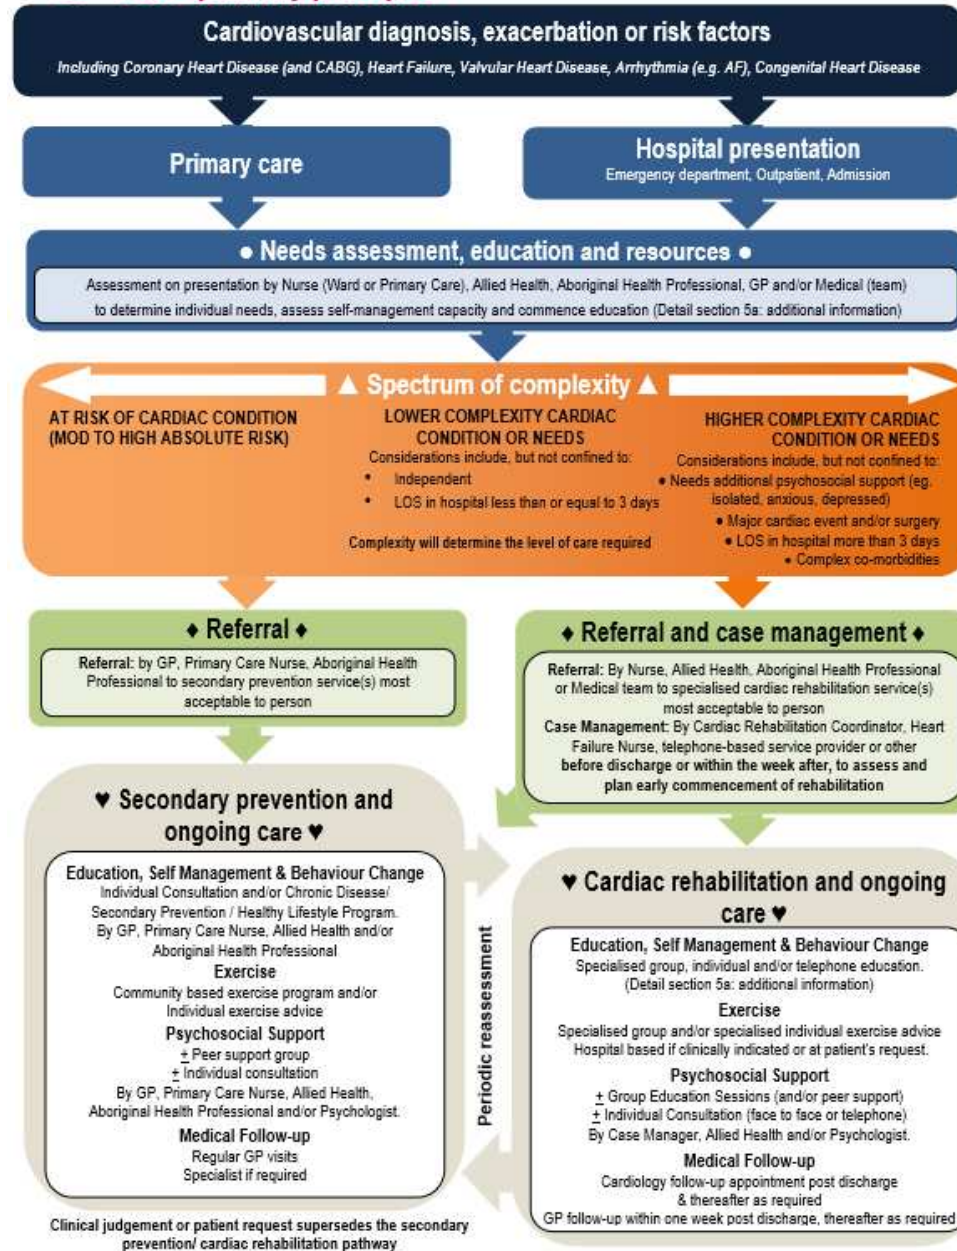 Cardiovascular diagnosis, exacerbation or risk factors
Including Coronary Heart Disease (and CABG), Heart Failure, Valvular Heart Disease, Arrhythmia (e.g. AF), Congenital Heart Disease
Primary care
Hospital presentation
Emergency department, Outpatient, Admission
● Needs assessment, education and resources ●
Assessment on presentation by Nurse (Ward or Primary Care), Allied Health, Aboriginal Health Professional, GP and/or Medical (team)
to determine individual needs, assess self-management capacity and commence education (Detail section 5a: additional information)
▲ Spectrum of complexity ▲
AT RISK OF CARDIAC CONDITION
(MOD TO HIGH ABSOLUTE RISK)
LOWER COMPLEXITY CARDIAC
CONDITION OR NEEDS
Considerations include, but not confined to:
• Independent
• LOS in hospital less than or equal to 3 days
Complexity will determine the level of care required
HIGHER COMPLEXITY CARDIAC
CONDITION OR NEEDS
Considerations include, but not confined to:
● Needs additional psychosocial support (eg.
isolated, anxious, depressed)
● Major cardiac event and/or surgery
● LOS in hospital more than 3 days
● Complex co-morbidities
♦ Referral ♦
Referral: by GP, Primary Care Nurse, Aboriginal Health
Professional to secondary prevention service(s) most
acceptable to person
♦ Referral and case management ♦
Referral: By Nurse, Allied Health, Aboriginal Health Professional
or Medical team to specialised cardiac rehabilitation service(s)
most acceptable to person
Case Management: By Cardiac Rehabilitation Coordinator, Heart
Failure Nurse, telephone-based service provider or other
before discharge or within the week after, to assess and
plan early commencement of rehabilitation
♥ Secondary prevention and
ongoing care ♥
Education, Self Management & Behaviour Change
Individual Consultation and/or Chronic Disease/
Secondary Prevention / Healthy Lifestyle Program.
By GP, Primary Care Nurse, Allied Health and/or
Aboriginal Health Professional
Exercise
Community based exercise program and/or
Individual exercise advice
Psychosocial Support
± Peer support group
± Individual consultation
By GP, Primary Care Nurse, Allied Health,
Aboriginal Health Professional and/or Psychologist.
Medical Follow-up
Regular GP visits
Specialist if required
Periodic reassessment
♥ Cardiac rehabilitation and ongoing
care ♥
Education, Self Management & Behaviour Change
Specialised group, individual and/or telephone education.
(Detail section 5a: additional information)
Exercise
Specialised group and/or specialised individual exercise advice
Hospital based if clinically indicated or at patient's request.
Psychosocial Support
± Group Education Sessions (and/or peer support)
± Individual Consultation (face to face or telephone)
By Case Manager, Allied Health and/or Psychologist.
Medical Follow-up
Cardiology follow-up appointment post discharge
& thereafter as required
GP follow-up within one week post discharge, thereafter as required
Clinical judgement or patient request supersedes the secondary
prevention/ cardiac rehabilitation pathway